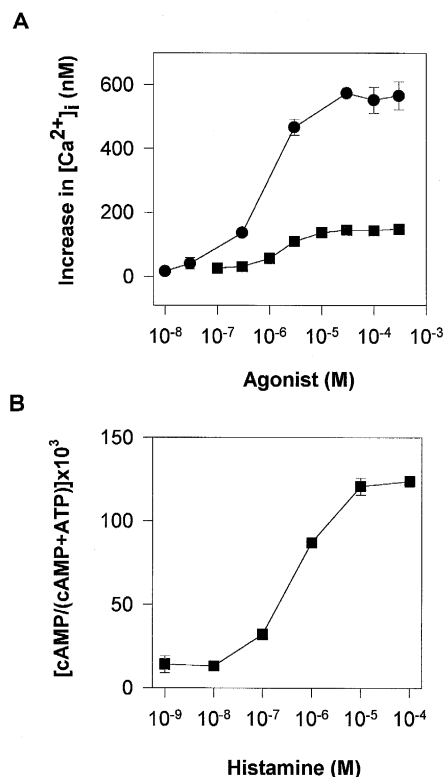 A
Increase in [Ca²⁺]ᵢ (nM)
600
400
200
0
10⁻⁸ 10⁻⁷ 10⁻⁶ 10⁻⁵ 10⁻⁴ 10⁻³
Agonist (M)
B
[cAMP/(cAMP+ATP)]x10³
150
100
50
0
10⁻⁹ 10⁻⁸ 10⁻⁷ 10⁻⁶ 10⁻⁵ 10⁻⁴
Histamine (M)